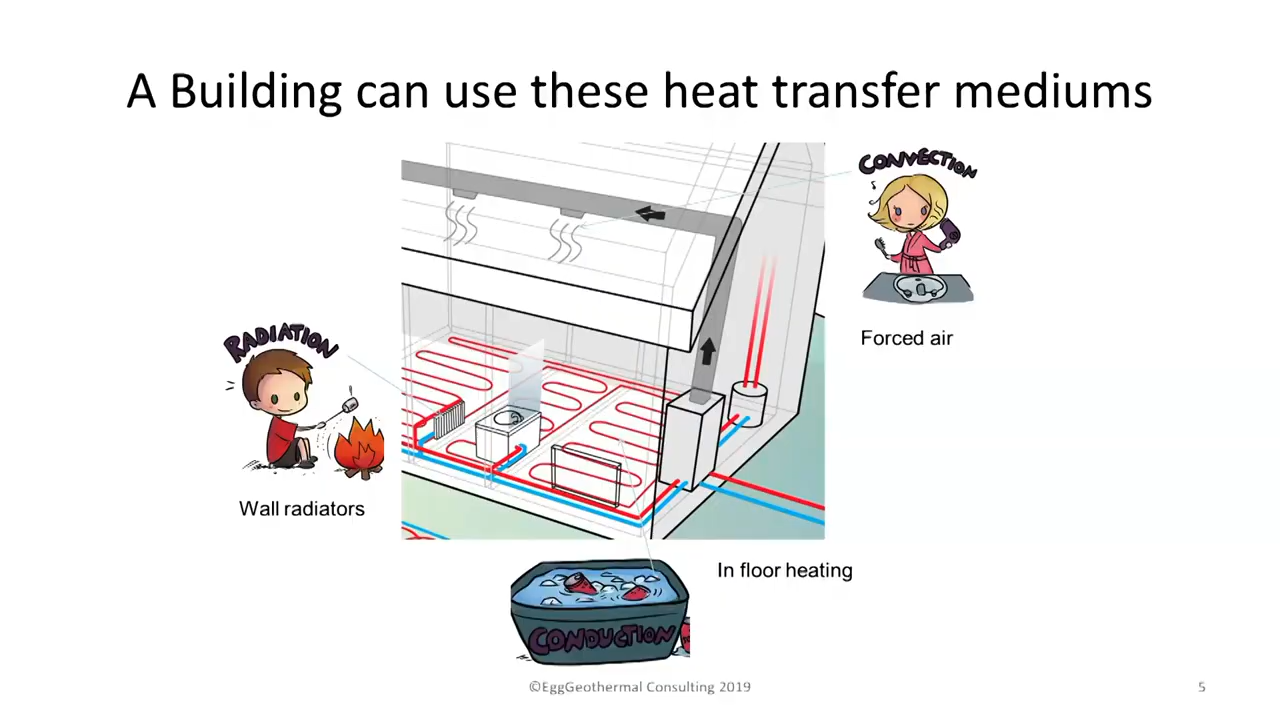 A Building can use these heat transfer mediums
CONVECTION
Forced air
RADIATION
Wall radiators
In floor heating
CONDUCTION
©EggGeothermal Consulting 2019
5